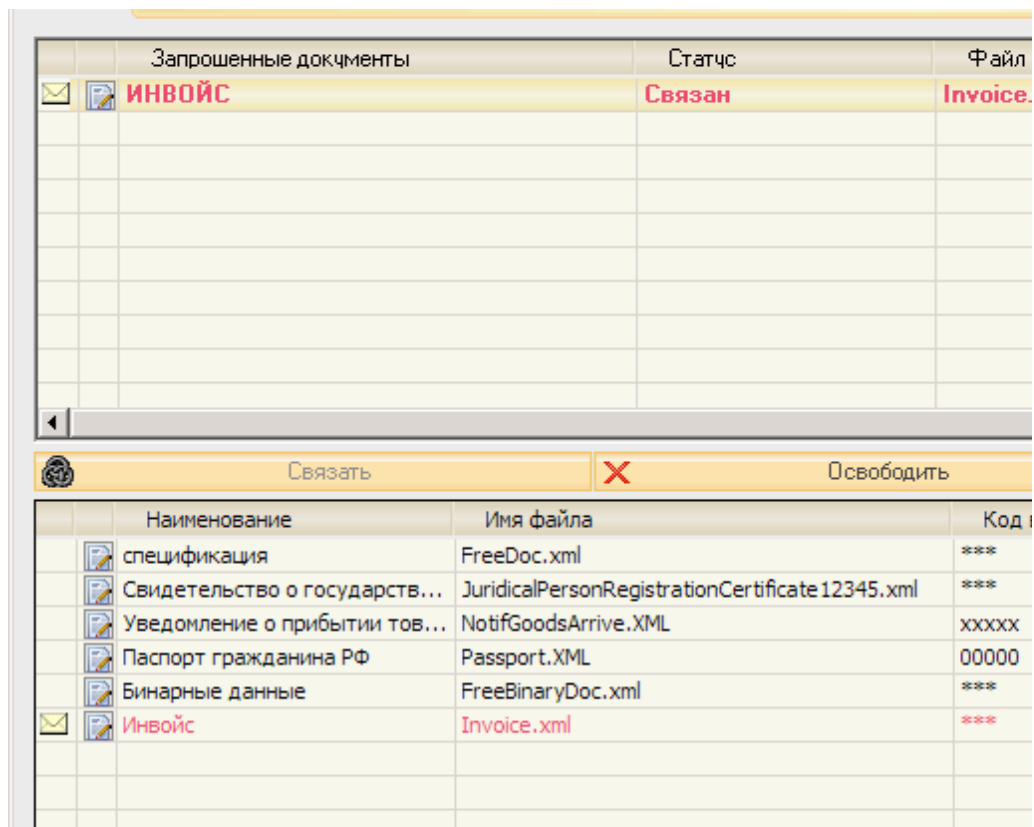 Запрошенные документы Статус Файл
ИНВОЙС Связан Invoice.
Связать Освободить
Наименование Имя файла Код
спецификация FreeDoc.xml ***
Свидетельство о государств... JuridicalPersonRegistrationCertificate12345.xml ***
Уведомление о прибытии тов... NotifGoodsArrive.XML xxxxx
Паспорт гражданина РФ Passport.XML 00000
Бинарные данные FreeBinaryDoc.xml ***
Инвойс Invoice.xml ***